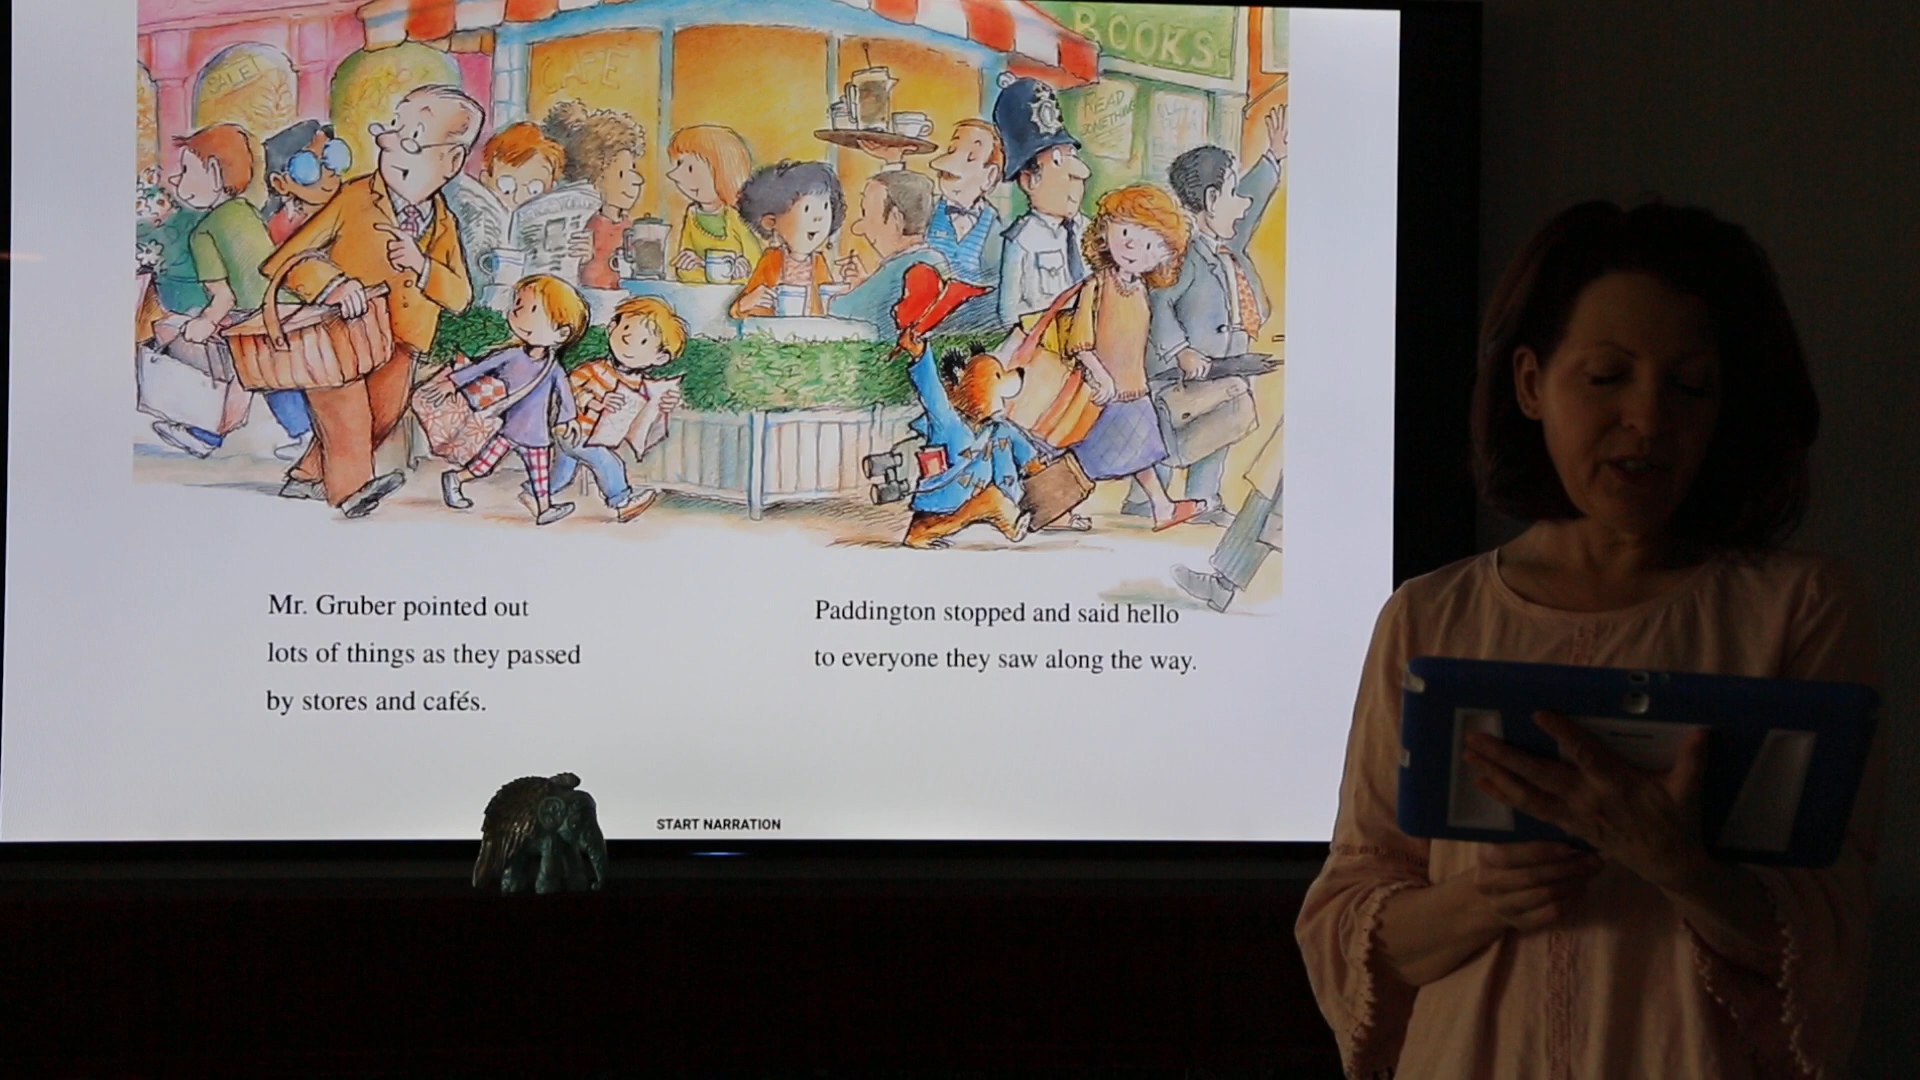 SALE!
CAFE
BOOKS
READ
SOMETHING
Mr. Gruber pointed out
lots of things as they passed
by stores and cafés.
Paddington stopped and said hello
to everyone they saw along the way.
START NARRATION